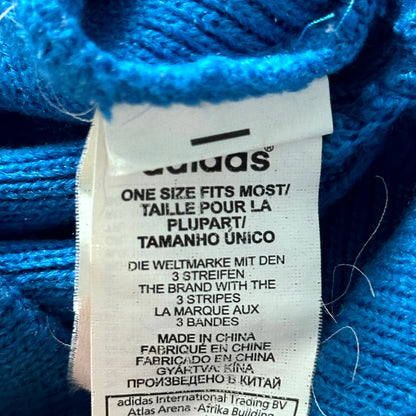 adidas®
ONE SIZE FITS MOST/
TAILLE POUR LA
PLUPART/
TAMANHO ÚNICO
DIE WELTMARKE MIT DEN
3 STREIFEN
THE BRAND WITH THE
3 STRIPES
LA MARQUE AUX
3 BANDES
MADE IN CHINA
FABRIQUÉ EN CHINE
FABRICADO EN CHINA
GYÁRTVA: KÍNA
ПРОИЗВЕДЕНО В КИТАЙ
adidas International Trading BV
Atlas Arena -Afrika Building